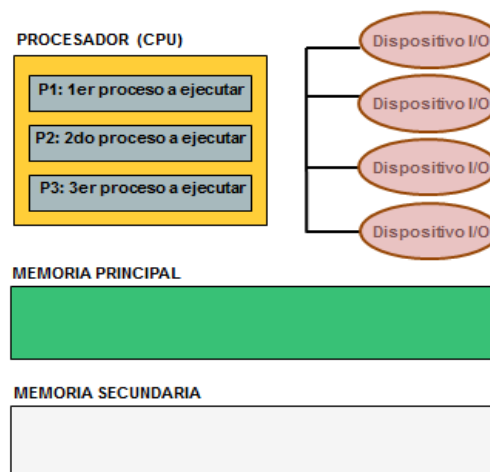 PROCESADOR (CPU)
P1: 1er proceso a ejecutar
P2: 2do proceso a ejecutar
P3: 3er proceso a ejecutar
Dispositivo I/O
Dispositivo I/O
Dispositivo I/O
Dispositivo I/O
MEMORIA PRINCIPAL
MEMORIA SECUNDARIA